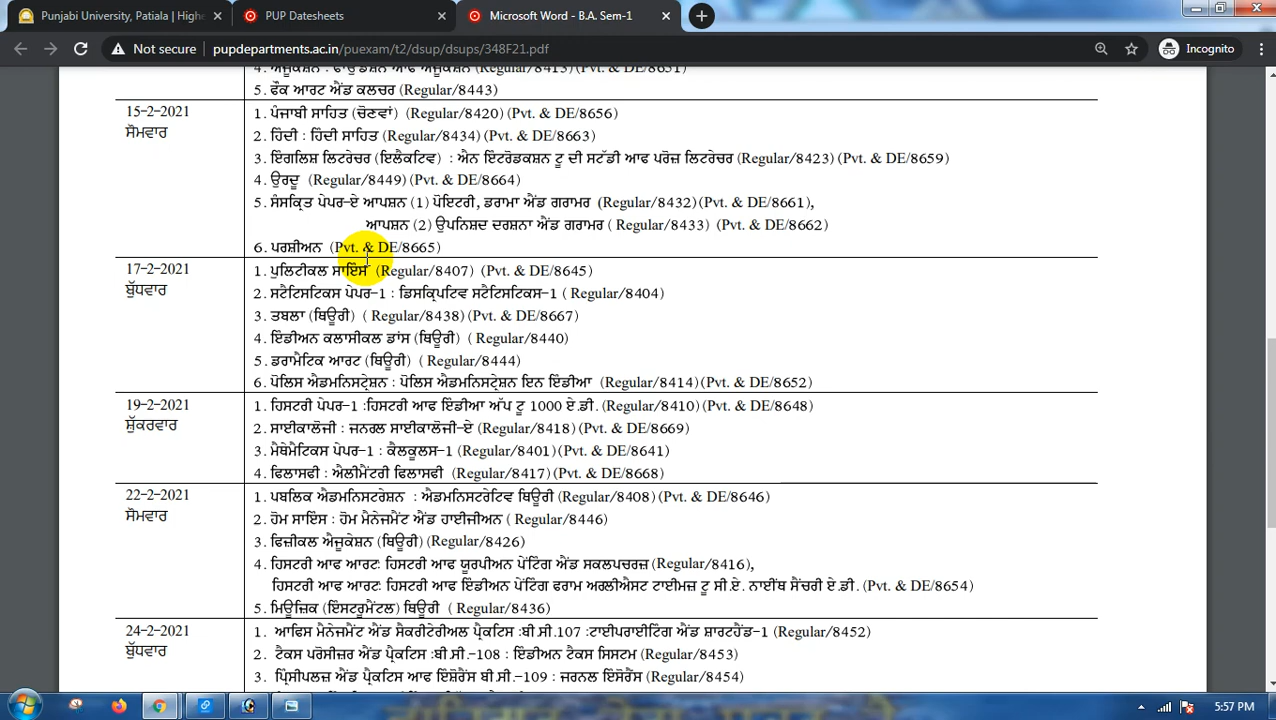 Punjabi University, Patiala | High
PUP Datesheets
Microsoft Word - B.A. Sem-1
Not secure
pupdepartments.ac.in/puexam/t2/dsup/dsups/348F21.pdf
Incognito
4. ਐਜੂਕੇਸ਼ਨ : ਫਾਊਂਡੇਸ਼ਨ ਆਫ ਐਜੂਕੇਸ਼ਨ (Regular/8413) (Pvt. & DE/8651)
5. ਫੌਕ ਆਰਟ ਐਂਡ ਕਲਚਰ (Regular/8443)
15-2-2021
ਸੋਮਵਾਰ
1. ਪੰਜਾਬੀ ਸਾਹਿਤ (ਚੋਣਵਾਂ) (Regular/8420) (Pvt. & DE/8656)
2. ਹਿੰਦੀ : ਹਿੰਦੀ ਸਾਹਿਤ (Regular/8434) (Pvt. & DE/8663)
3. ਇੰਗਲਿਸ਼ ਲਿਟਰੇਚਰ (ਇਲੈਕਟਿਵ) : ਐਨ ਇੰਟਰੋਡਕਸ਼ਨ ਟੂ ਦੀ ਸਟੱਡੀ ਆਫ ਪਰੋਜ਼ ਲਿਟਰੇਚਰ (Regular/8423) (Pvt. & DE/8659)
4. ਉਰਦੂ (Regular/8449) (Pvt. & DE/8664)
5. ਸੰਸਕ੍ਰਿਤ ਪੇਪਰ-ਏ ਆਪਸ਼ਨ (1) ਪੋਇਟਰੀ, ਡਰਾਮਾ ਐਂਡ ਗਰਾਮਰ (Regular/8432) (Pvt. & DE/8661),
ਆਪਸ਼ਨ (2) ਉਪਨਿਸ਼ਦ ਦਰਸ਼ਨਾ ਐਂਡ ਗਰਾਮਰ ( Regular/8433) (Pvt. & DE/8662)
6. ਪਰਸ਼ੀਅਨ (Pvt. & DE/8665)
17-2-2021
ਬੁੱਧਵਾਰ
1. ਪੁਲਿਟੀਕਲ ਸਾਇੰਸ (Regular/8407) (Pvt. & DE/8645)
2. ਸਟੈਟਿਸਟਿਕਸ ਪੇਪਰ-1 : ਡਿਸਕ੍ਰਿਪਟਿਵ ਸਟੈਟਿਸਟਿਕਸ-1 ( Regular/8404)
3. ਤਬਲਾ (ਥਿਊਰੀ) ( Regular/8438) (Pvt. & DE/8667)
4. ਇੰਡੀਅਨ ਕਲਾਸੀਕਲ ਡਾਂਸ (ਥਿਊਰੀ) ( Regular/8440)
5. ਡਰਾਮੈਟਿਕ ਆਰਟ (ਥਿਊਰੀ) ( Regular/8444)
6. ਪੋਲਿਸ ਐਡਮਨਿਸਟ੍ਰੇਸ਼ਨ : ਪੋਲਿਸ ਐਡਮਨਿਸਟ੍ਰੇਸ਼ਨ ਇਨ ਇੰਡੀਆ (Regular/8414) (Pvt. & DE/8652)
19-2-2021
ਸ਼ੁੱਕਰਵਾਰ
1. ਹਿਸਟਰੀ ਪੇਪਰ-1 :ਹਿਸਟਰੀ ਆਫ ਇੰਡੀਆ ਅੱਪ ਟੂ 1000 ਏ.ਡੀ. (Regular/8410) (Pvt. & DE/8648)
2. ਸਾਈਕਾਲੋਜੀ : ਜਨਰਲ ਸਾਈਕਾਲੋਜੀ-ਏ (Regular/8418) (Pvt. & DE/8669)
3. ਮੈਥੇਮੈਟਿਕਸ ਪੇਪਰ-1 : ਕੈਲਕੂਲਸ-1 (Regular/8401) (Pvt. & DE/8641)
4. ਫਿਲਾਸਫੀ : ਐਲੀਮੈਂਟਰੀ ਫਿਲਾਸਫੀ (Regular/8417) (Pvt. & DE/8668)
22-2-2021
ਸੋਮਵਾਰ
1. ਪਬਲਿਕ ਐਡਮਨਿਸਟਰੇਸ਼ਨ : ਐਡਮਨਿਸਟਰੇਟਿਵ ਥਿਊਰੀ (Regular/8408) (Pvt. & DE/8646)
2. ਹੋਮ ਸਾਇੰਸ : ਹੋਮ ਮੈਨੇਜਮੈਂਟ ਐਂਡ ਹਾਈਜੀਅਨ ( Regular/8446)
3. ਫਿਜ਼ੀਕਲ ਐਜੂਕੇਸ਼ਨ (ਥਿਊਰੀ) (Regular/8426)
4. ਹਿਸਟਰੀ ਆਫ ਆਰਟ: ਹਿਸਟਰੀ ਆਫ ਯੂਰਪੀਅਨ ਪੇਂਟਿੰਗ ਐਂਡ ਸਕਲਪਚਰਜ਼ (Regular/8416),
ਹਿਸਟਰੀ ਆਫ ਆਰਟ: ਹਿਸਟਰੀ ਆਫ ਇੰਡੀਅਨ ਪੇਂਟਿੰਗ ਫਰਾਮ ਅਰਲੀਐਸਟ ਟਾਈਮਜ਼ ਟੂ ਸੀ.ਏ. ਨਾਈਂਥ ਸੈਂਚਰੀ ਏ.ਡੀ. (Pvt. & DE/8654)
5. ਮਿਊਜ਼ਿਕ (ਇੰਸਟਰੂਮੈਂਟਲ) ਥਿਊਰੀ ( Regular/8436)
24-2-2021
ਬੁੱਧਵਾਰ
1. ਆਫਿਸ ਮੈਨੇਜਮੈਂਟ ਐਂਡ ਸੈਕਰੀਟੇਰੀਅਲ ਪ੍ਰੈਕਟਿਸ :ਬੀ.ਸੀ.107 :ਟਾਈਪਰਾਈਟਿੰਗ ਐਂਡ ਸ਼ਾਰਟਹੈਂਡ-1 (Regular/8452)
2. ਟੈਕਸ ਪਰੋਸੀਜ਼ਰ ਐਂਡ ਪ੍ਰੈਕਟਿਸ :ਬੀ.ਸੀ.-108 : ਇੰਡੀਅਨ ਟੈਕਸ ਸਿਸਟਮ (Regular/8453)
3. ਪ੍ਰਿੰਸੀਪਲਜ਼ ਐਂਡ ਪ੍ਰੈਕਟਿਸ ਆਫ ਇੰਸ਼ੋਰੈਂਸ ਬੀ.ਸੀ.-109 : ਜਰਨਲ ਇੰਸੋਰੈਂਸ (Regular/8454)
5:57 PM